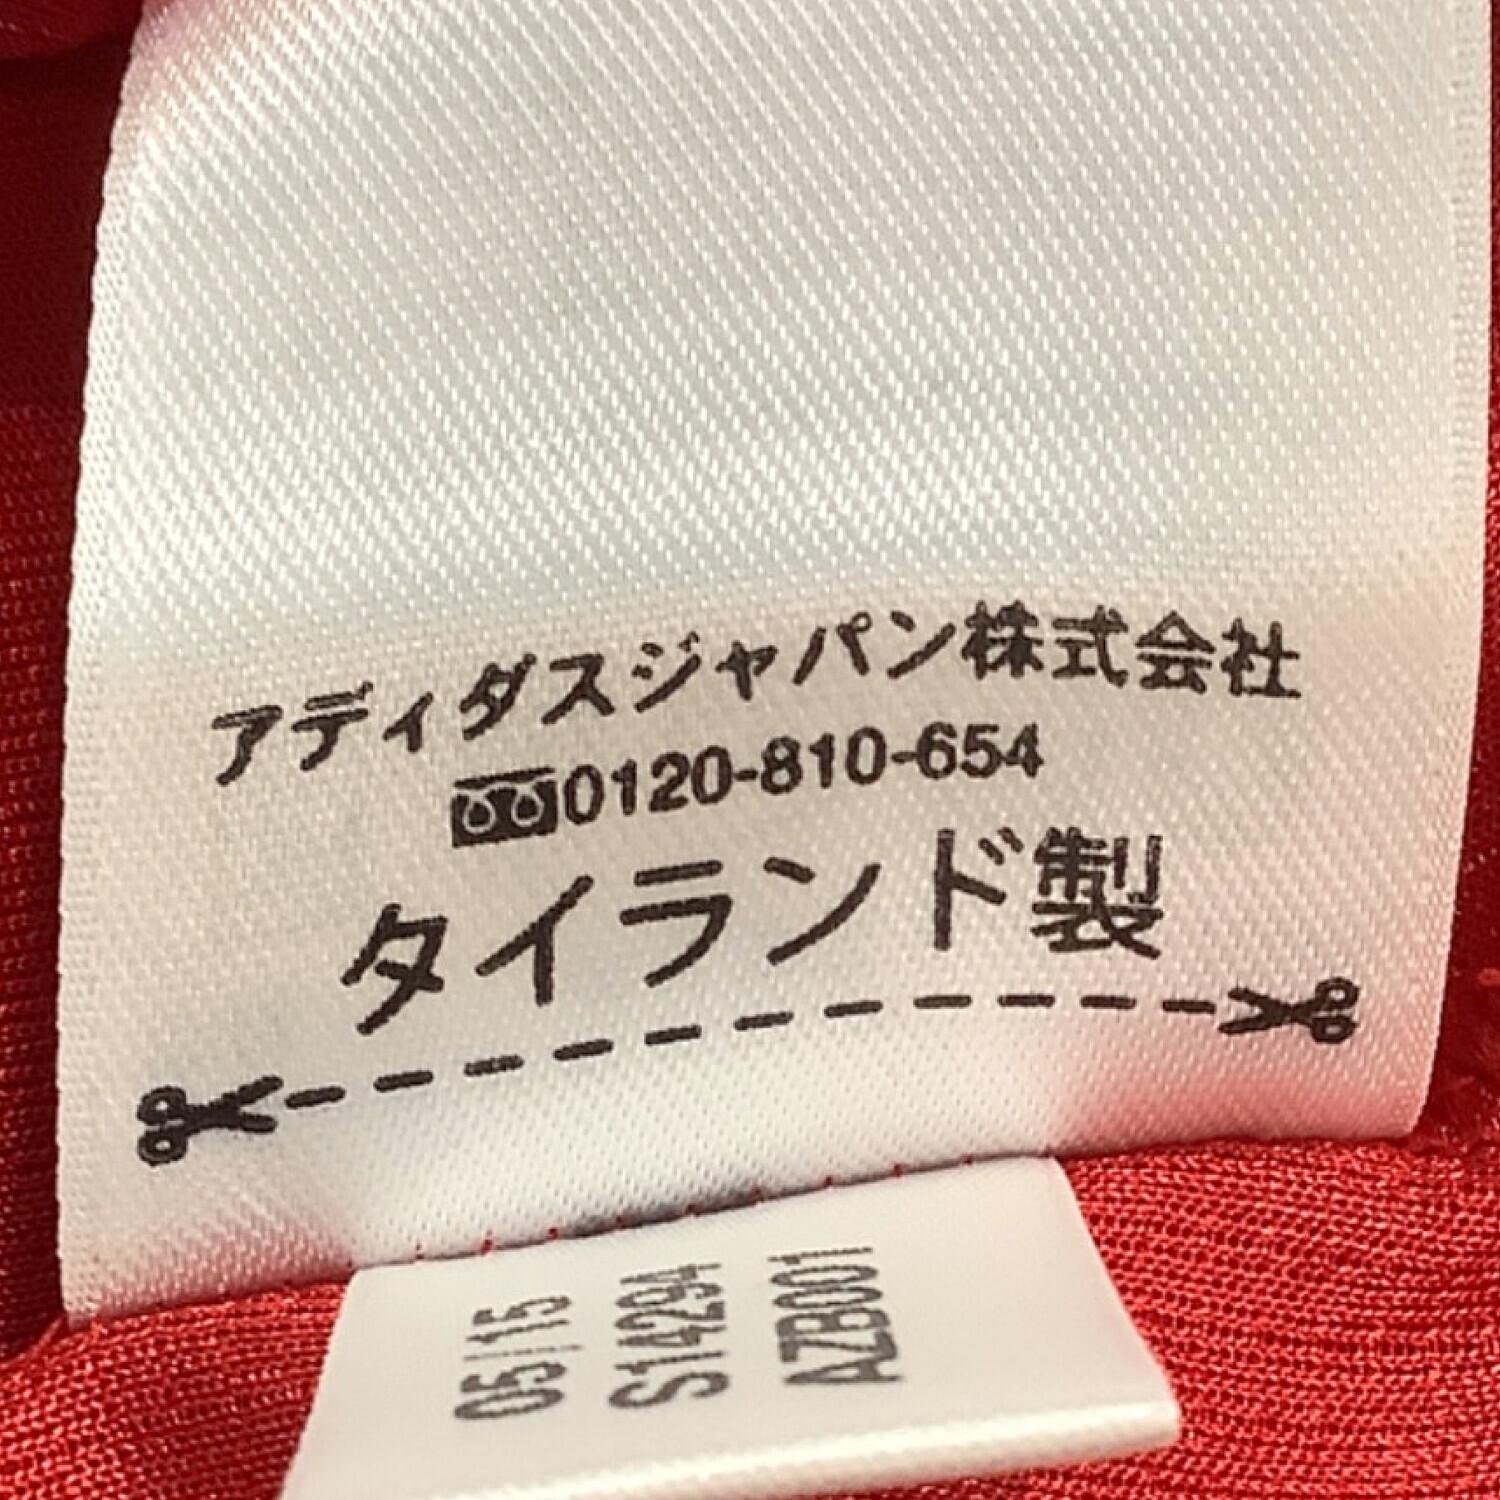 アディダスジャパン株式会社
0120-810-654
タイランド製
05/15
S14294
AZB001